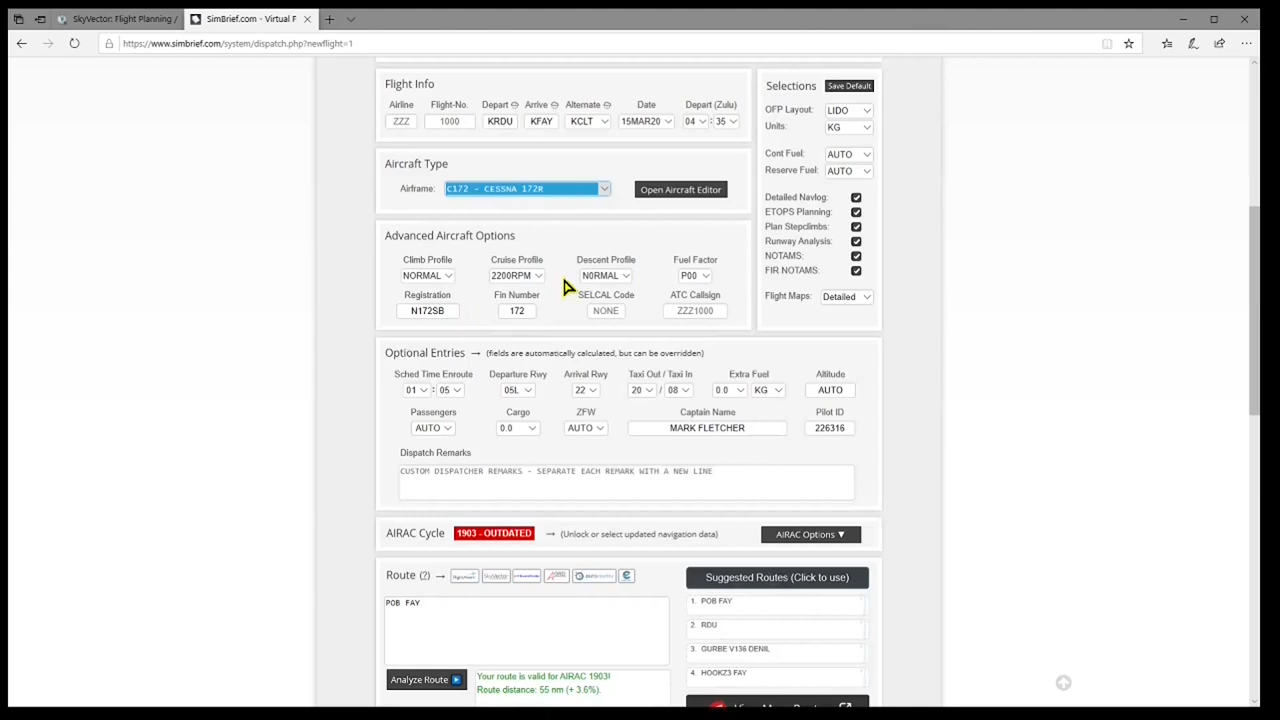 SkyVector: Flight Planning /
SimBrief.com - Virtual F
https://www.simbrief.com/system/dispatch.php?newflight=1
Flight Info
Airline Flight-No. Depart Arrive Alternate Date Depart (Zulu)
ZZZ 1000 KRDU KFAY KCLT 15MAR20 04 : 35
Aircraft Type
Airframe: C172 - CESSNA 172R Open Aircraft Editor
Advanced Aircraft Options
Climb Profile Cruise Profile Descent Profile Fuel Factor
NORMAL 2200RPM NORMAL P00
Registration Fin Number SELCAL Code ATC Callsign
N172SB 172 NONE ZZZ1000
Selections Save Default
OFP Layout: LIDO
Units: KG
Cont Fuel: AUTO
Reserve Fuel: AUTO
Detailed Navlog:
ETOPS Planning:
Plan Stepclimbs:
Runway Analysis:
NOTAMS:
FIR NOTAMS:
Flight Maps: Detailed
Optional Entries → (fields are automatically calculated, but can be overridden)
Sched Time Enroute Departure Rwy Arrival Rwy Taxi Out / Taxi In Extra Fuel Altitude
01 : 05 05L 22 20 / 08 0.0 KG AUTO
Passengers Cargo ZFW Captain Name Pilot ID
AUTO 0.0 AUTO MARK FLETCHER 226316
Dispatch Remarks
CUSTOM DISPATCHER REMARKS - SEPARATE EACH REMARK WITH A NEW LINE
AIRAC Cycle 1903 - OUTDATED → (Unlock or select updated navigation data) AIRAC Options ▼
Route (?) →
POB FAY
Analyze Route
Your route is valid for AIRAC 1903!
Route distance: 55 nm (+ 3.6%).
Suggested Routes (Click to use)
1. POB FAY
2. RDU
3. GURBE V136 DENIL
4. HOOKZ3 FAY